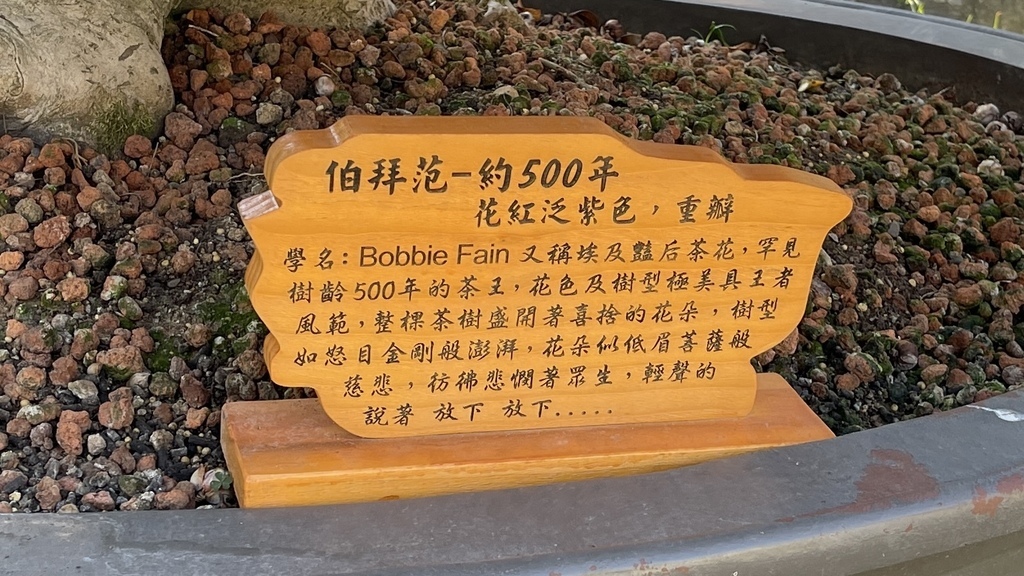 伯拜范-約500年
花紅泛紫色，重瓣
學名：Bobbie Fain 又稱埃及豔后茶花，罕見
樹齡500年的茶王，花色及樹型極美具王者
風範，整棵茶樹盛開著喜捨的花朵，樹型
如怒目金剛般澎湃，花朵似低眉菩薩般
慈悲，彷彿悲憫著眾生，輕聲的
說著 放下 放下.....